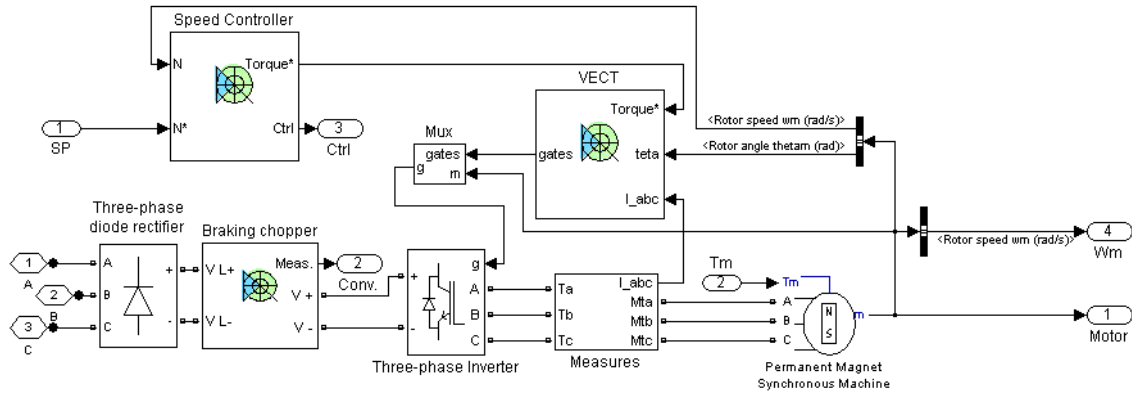 Speed Controller
N
Torque*
N*
Ctrl
1
SP
3
Ctrl
VECT
Torque*
gates
teta
I_abc
Mux
gates
m
g
<Rotor speed wm (rad/s)>
<Rotor angle thetam (rad)>
<Rotor speed wm (rad/s)>
4
Wm
Three-phase
diode rectifier
1
A
2
B
3
C
A
B
C
+
-
Braking chopper
V L+
V L-
Meas.
V +
V -
2
Conv.
+
-
g
A
B
C
Three-phase Inverter
Ta
Tb
Tc
I_abc
Mta
Mtb
Mtc
Measures
Tm
2
Tm
A
B
C
N
S
m
Permanent Magnet
Synchronous Machine
1
Motor